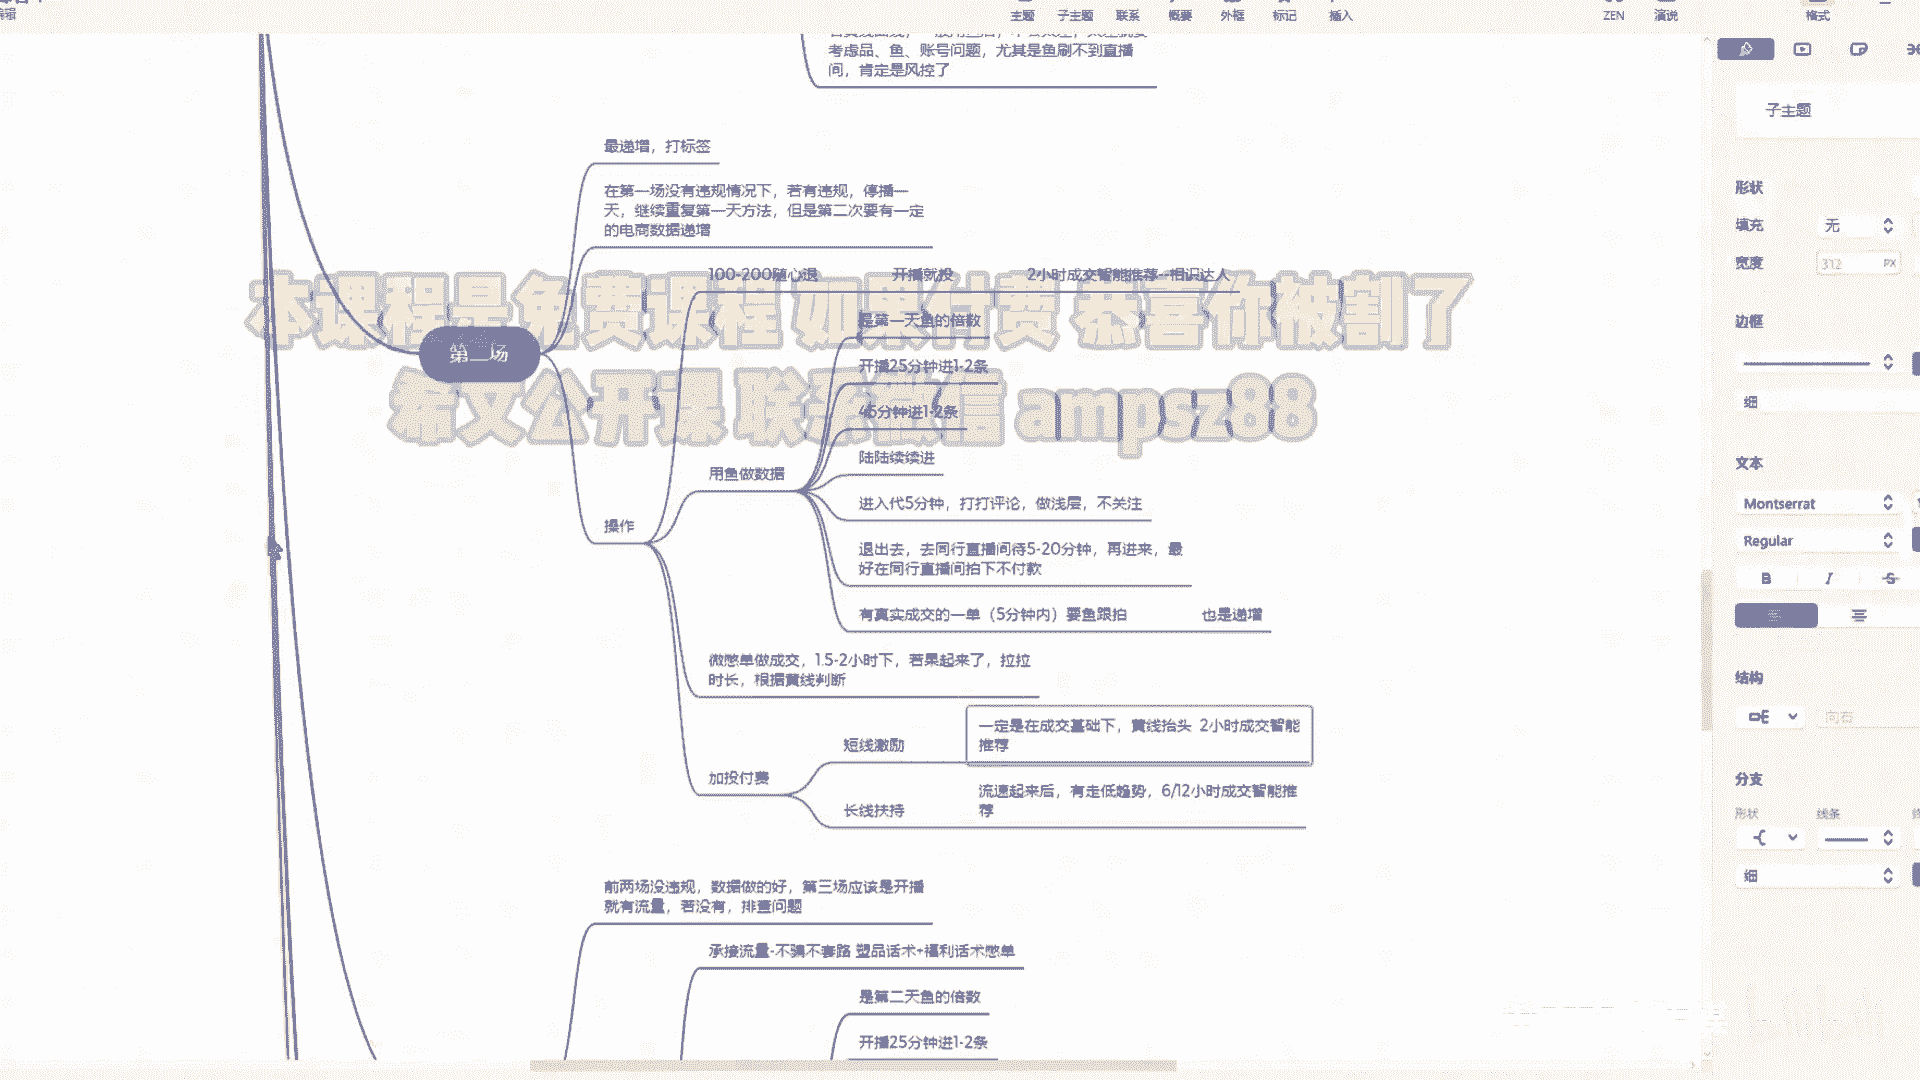 主题 子主题 联系 概要 外框 标记 插入 ZEN 演说 格式
考虑品、鱼、账号问题，尤其是鱼刷不到直播
间，肯定是风控了
最递增，打标签
在第一场没有违规情况下，若有违规，停播一
天，继续重复第一天方法，但是第二次要有一定
的电商数据递增
100-200随心退 开播就投 2小时成交智能推荐--相识达人
本课程是免费课程 如果付费 恭喜你被割了
是第一天鱼的倍数
第二场
开播25分钟进1-2条
稀文公开课 联系微信 ampsz88
45分钟进1-2条
陆陆续续进
用鱼做数据
进入代5分钟，打打评论，做浅层，不关注
操作
退出去，去同行直播间待5-20分钟，再进来，最
好在同行直播间拍下不付款
有真实成交的一单（5分钟内）要鱼跟拍 也是递增
微憋单做成交，1.5-2小时下，若果起来了，拉拉
时长，根据黄线判断
一定是在成交基础下，黄线抬头 2小时成交智能
推荐
短线激励
加投付费
流速起来后，有走低趋势，6/12小时成交智能推
荐
长线扶持
前两场没违规，数据做的好，第三场应该是开播
就有流量，若没有，排查问题
承接流量-不骗不套路 塑品话术+福利话术憋单
是第二天鱼的倍数
开播25分钟进1-2条
子主题
形状
填充 无
宽度 312 PX
边框
细
文本
Montserrat
Regular
B I S
结构
向右
分支
形状 线条
细